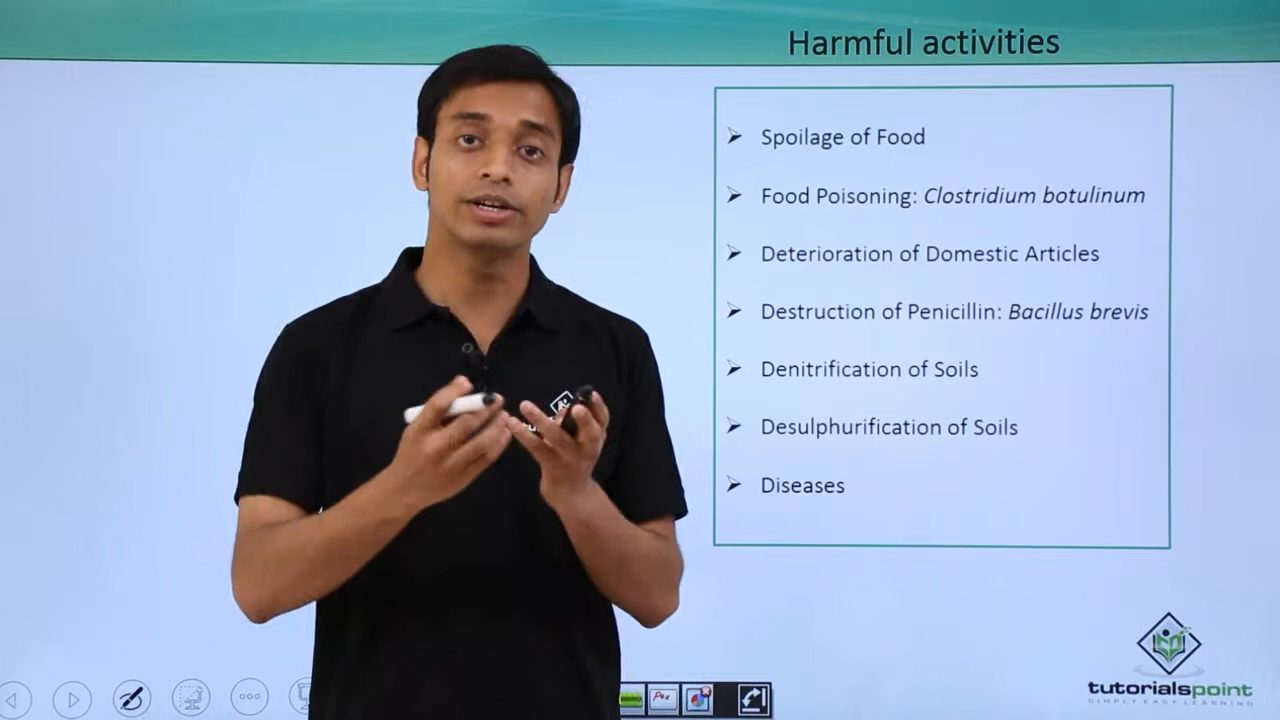 Harmful activities
Spoilage of Food
Food Poisoning: Clostridium botulinum
Deterioration of Domestic Articles
Destruction of Penicillin: Bacillus brevis
Denitrification of Soils
Desulphurification of Soils
Diseases
tutorialspoint
SIMPLY EASY LEARNING